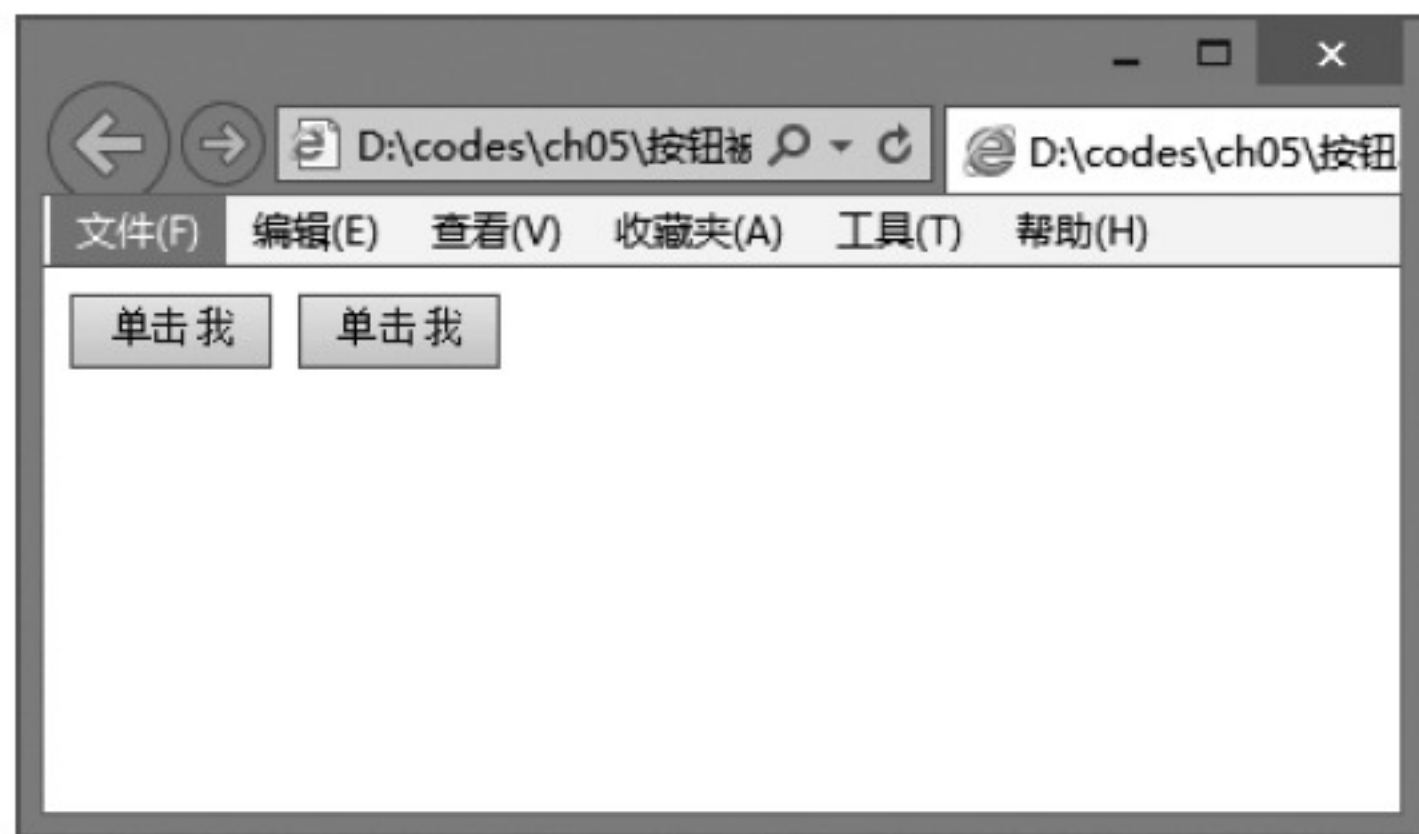 D:\codes\ch05\按钮被
D:\codes\ch05\按钮
文件(F) 编辑(E) 查看(V) 收藏夹(A) 工具(T) 帮助(H)
单击我 单击我